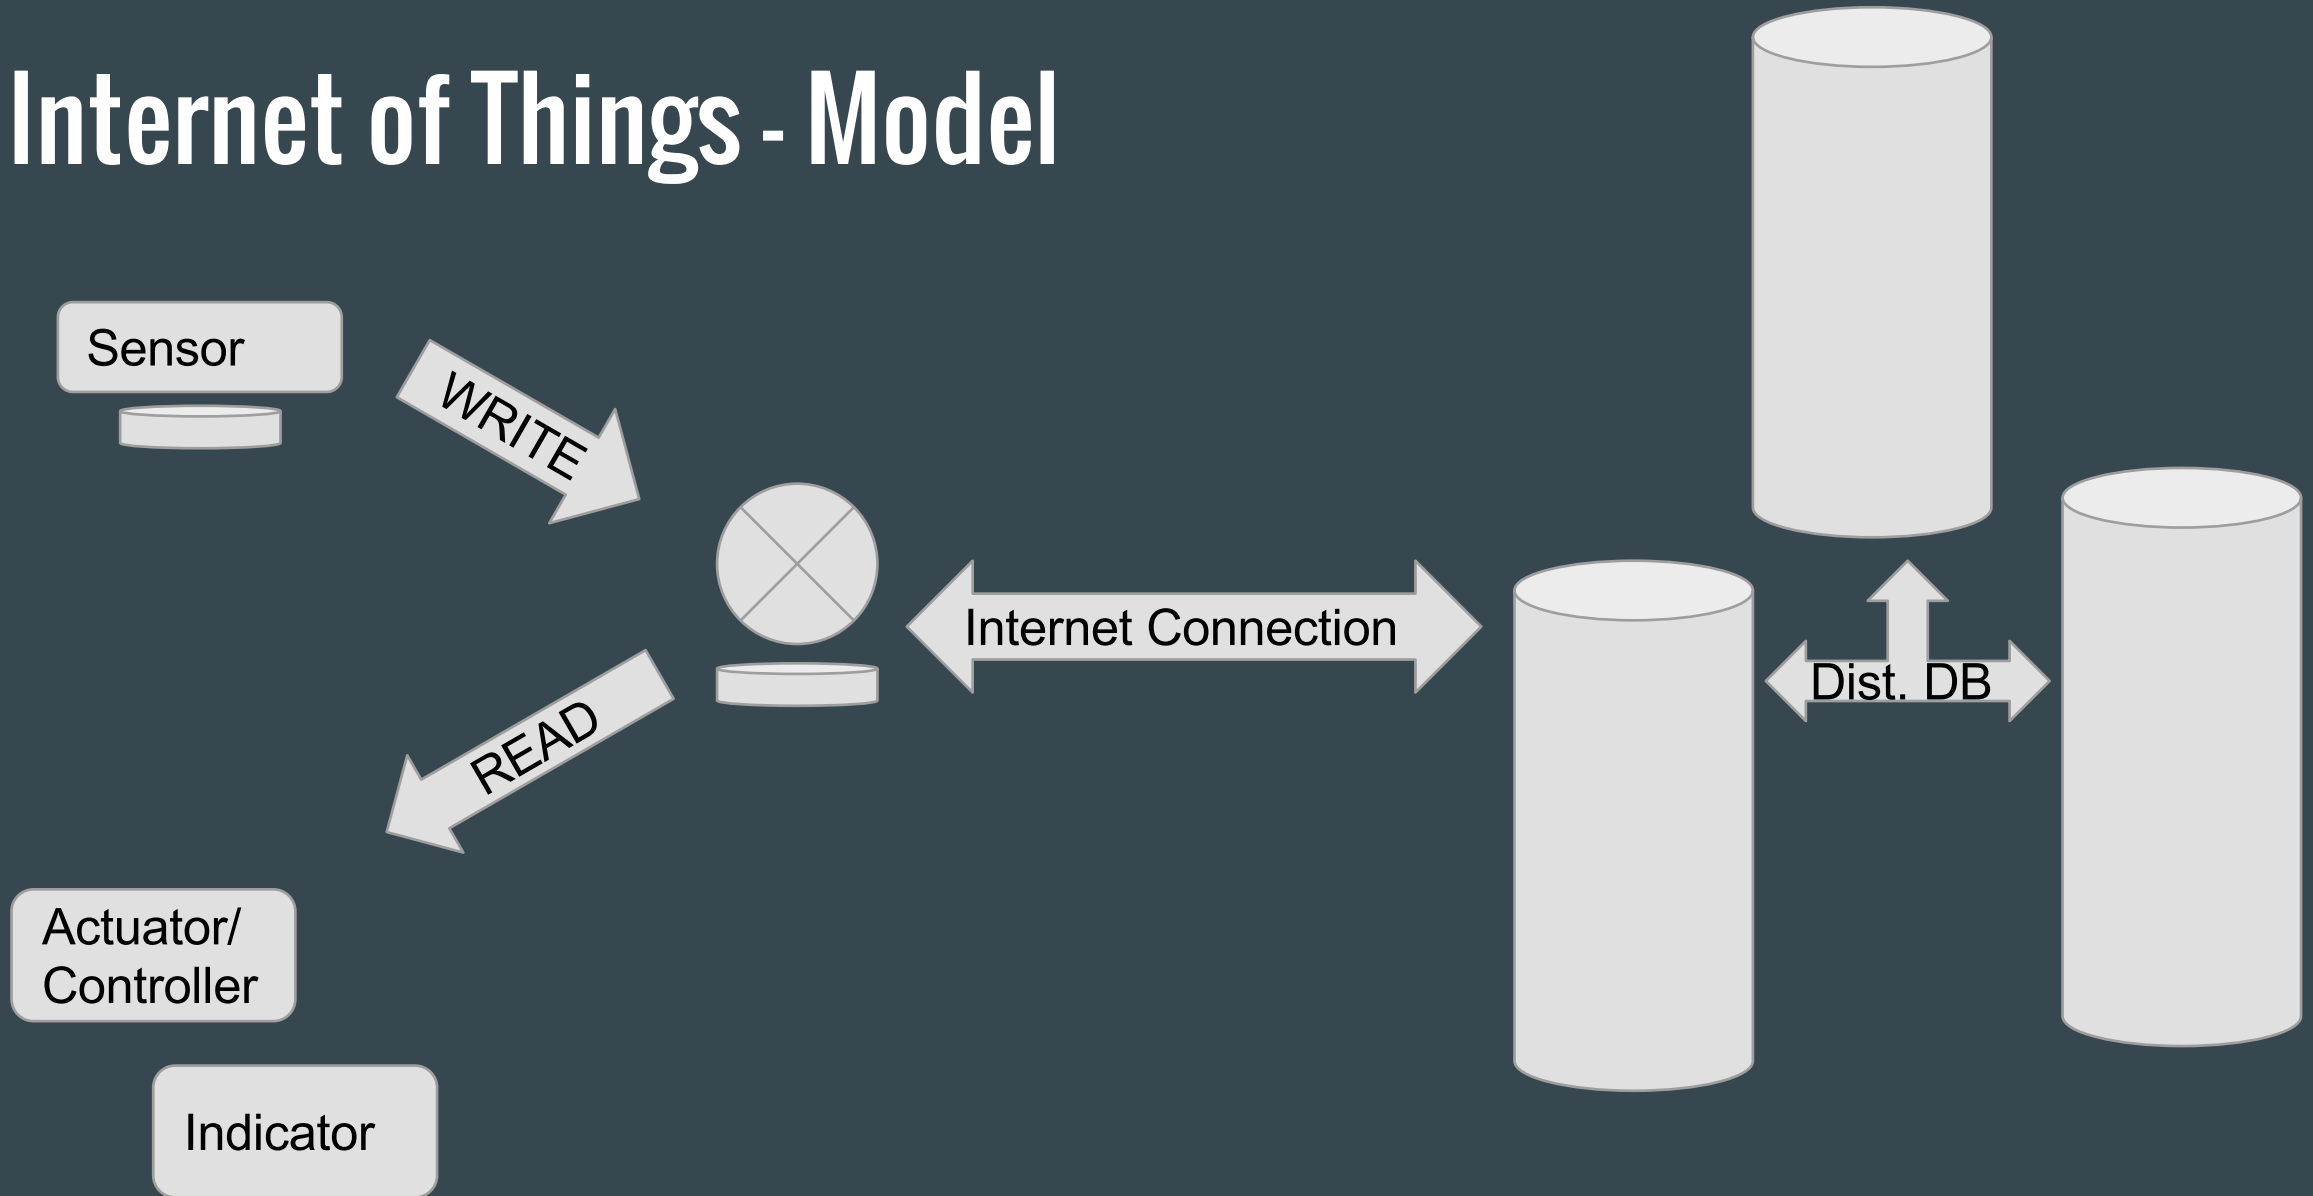 Internet of Things - Model
Sensor
WRITE
Internet Connection
Dist. DB
READ
Actuator/
Controller
Indicator